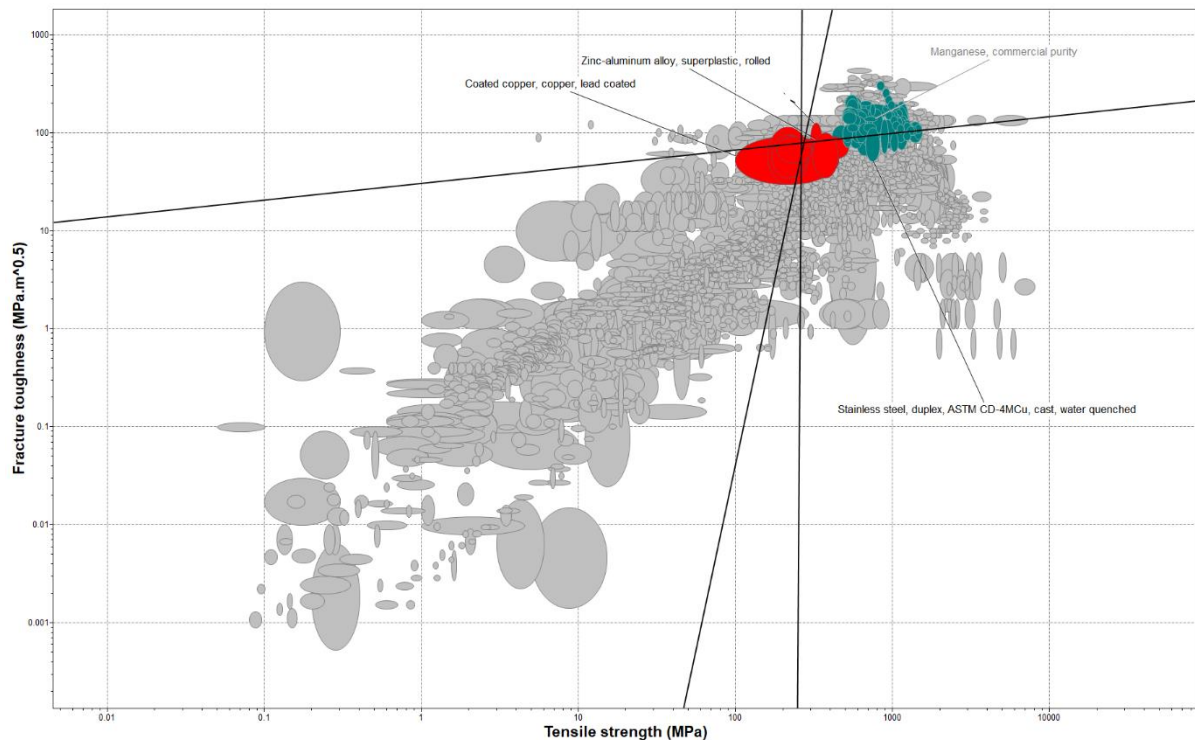 1000
100
10
1
0.1
0.01
0.001
Fracture toughness (MPa.m^0.5)
Manganese, commercial purity
Zinc-aluminum alloy, superplastic, rolled
Coated copper, copper, lead coated
Stainless steel, duplex, ASTM CD-4MCu, cast, water quenched
0.01 0.1 1 10 100 1000 10000
Tensile strength (MPa)